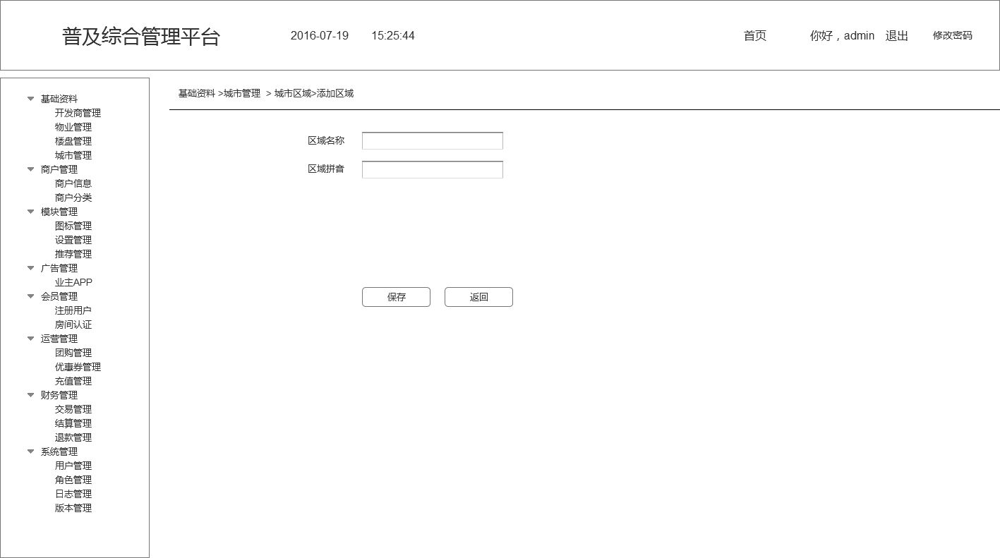 普及综合管理平台 2016-07-19 15:25:44 首页 你好，admin 退出 修改密码
基础资料 >城市管理 > 城市区域>添加区域
基础资料
开发商管理
物业管理
楼盘管理
城市管理
商户管理
商户信息
商户分类
模块管理
图标管理
设置管理
推荐管理
广告管理
业主APP
会员管理
注册用户
房间认证
运营管理
团购管理
优惠券管理
充值管理
财务管理
交易管理
结算管理
退款管理
系统管理
用户管理
角色管理
日志管理
版本管理
区域名称
区域拼音
保存 返回